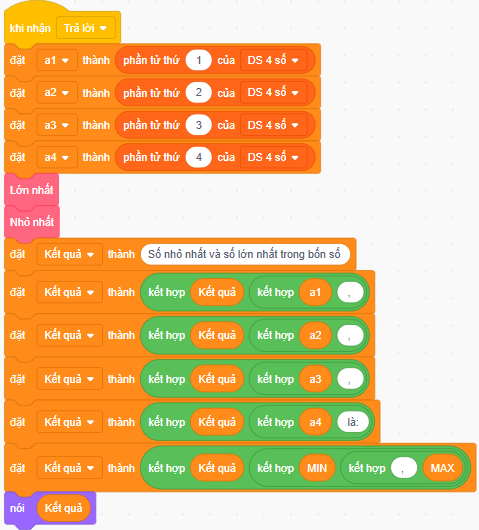 khi nhận Trả lời
đặt a1 thành phần tử thứ 1 của DS 4 số
đặt a2 thành phần tử thứ 2 của DS 4 số
đặt a3 thành phần tử thứ 3 của DS 4 số
đặt a4 thành phần tử thứ 4 của DS 4 số
Lớn nhất
Nhỏ nhất
đặt Kết quả thành Số nhỏ nhất và số lớn nhất trong bốn số
đặt Kết quả thành kết hợp Kết quả kết hợp a1 ,
đặt Kết quả thành kết hợp Kết quả kết hợp a2 ,
đặt Kết quả thành kết hợp Kết quả kết hợp a3 ,
đặt Kết quả thành kết hợp Kết quả kết hợp a4 là:
đặt Kết quả thành kết hợp Kết quả kết hợp MIN kết hợp , MAX
nói Kết quả